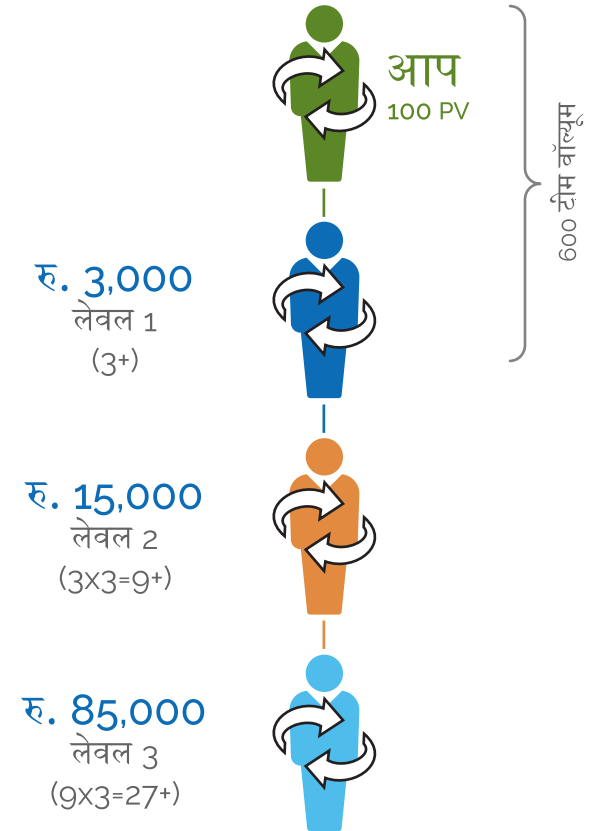 आप
100 PV
600 टीम वॉल्यूम
रु. 3,000
लेवल 1
(3+)
रु. 15,000
लेवल 2
(3x3=9+)
रु. 85,000
लेवल 3
(9x3=27+)